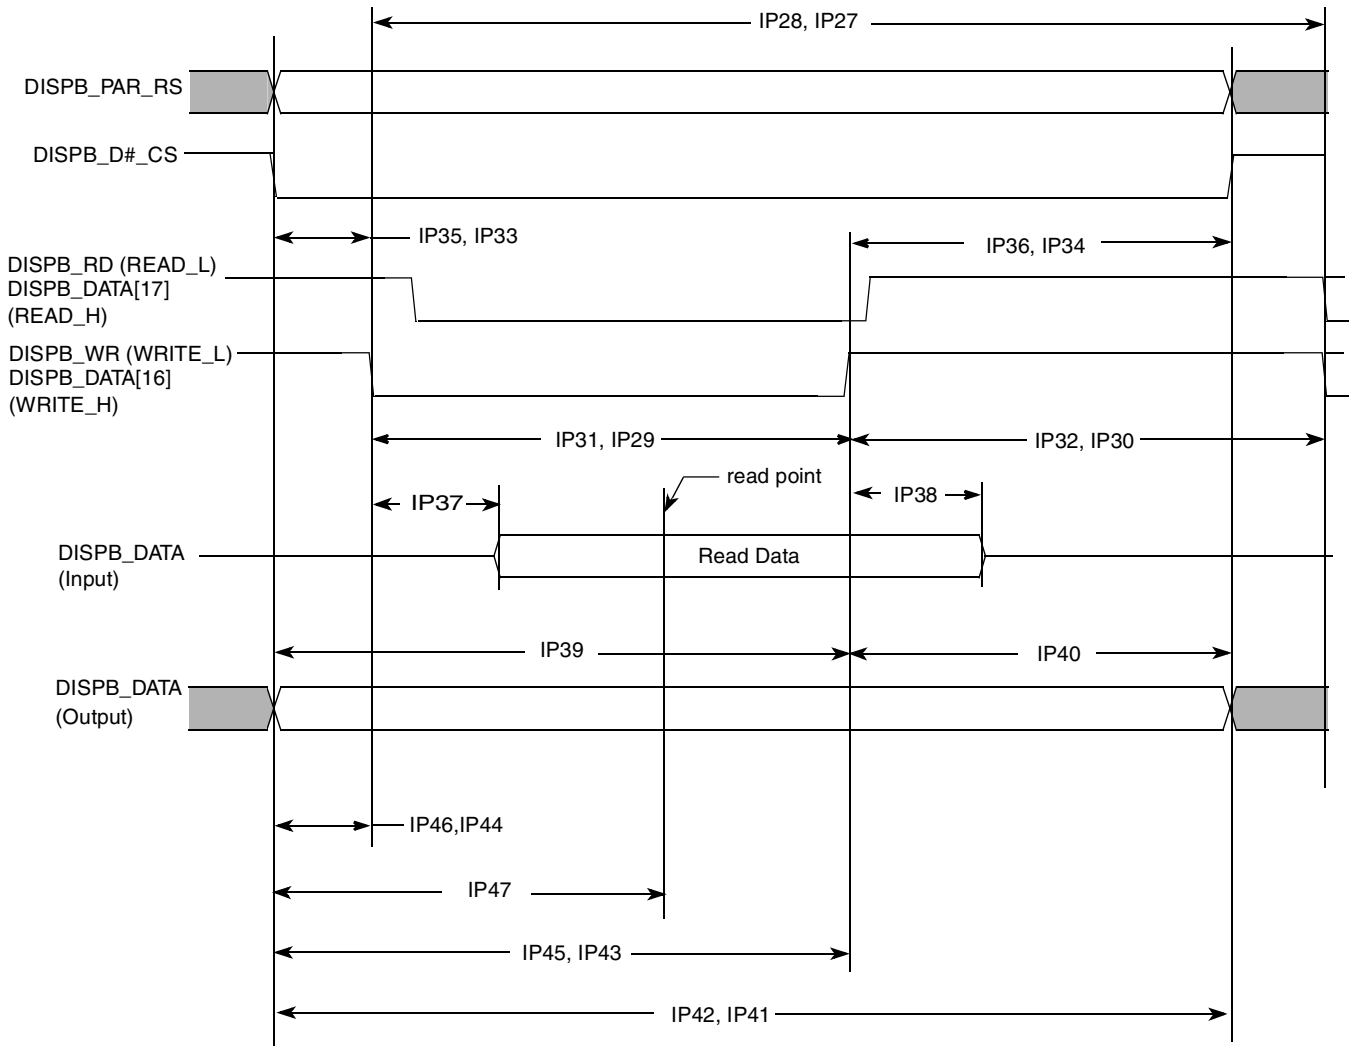 IP28, IP27
DISPB_PAR_RS
DISPB_D#_CS
IP35, IP33
IP36, IP34
DISPB_RD (READ_L)
DISPB_DATA[17]
(READ_H)
DISPB_WR (WRITE_L)
DISPB_DATA[16]
(WRITE_H)
IP31, IP29
IP32, IP30
read point
IP37
IP38
DISPB_DATA
(Input)
Read Data
IP39
IP40
DISPB_DATA
(Output)
IP46,IP44
IP47
IP45, IP43
IP42, IP41